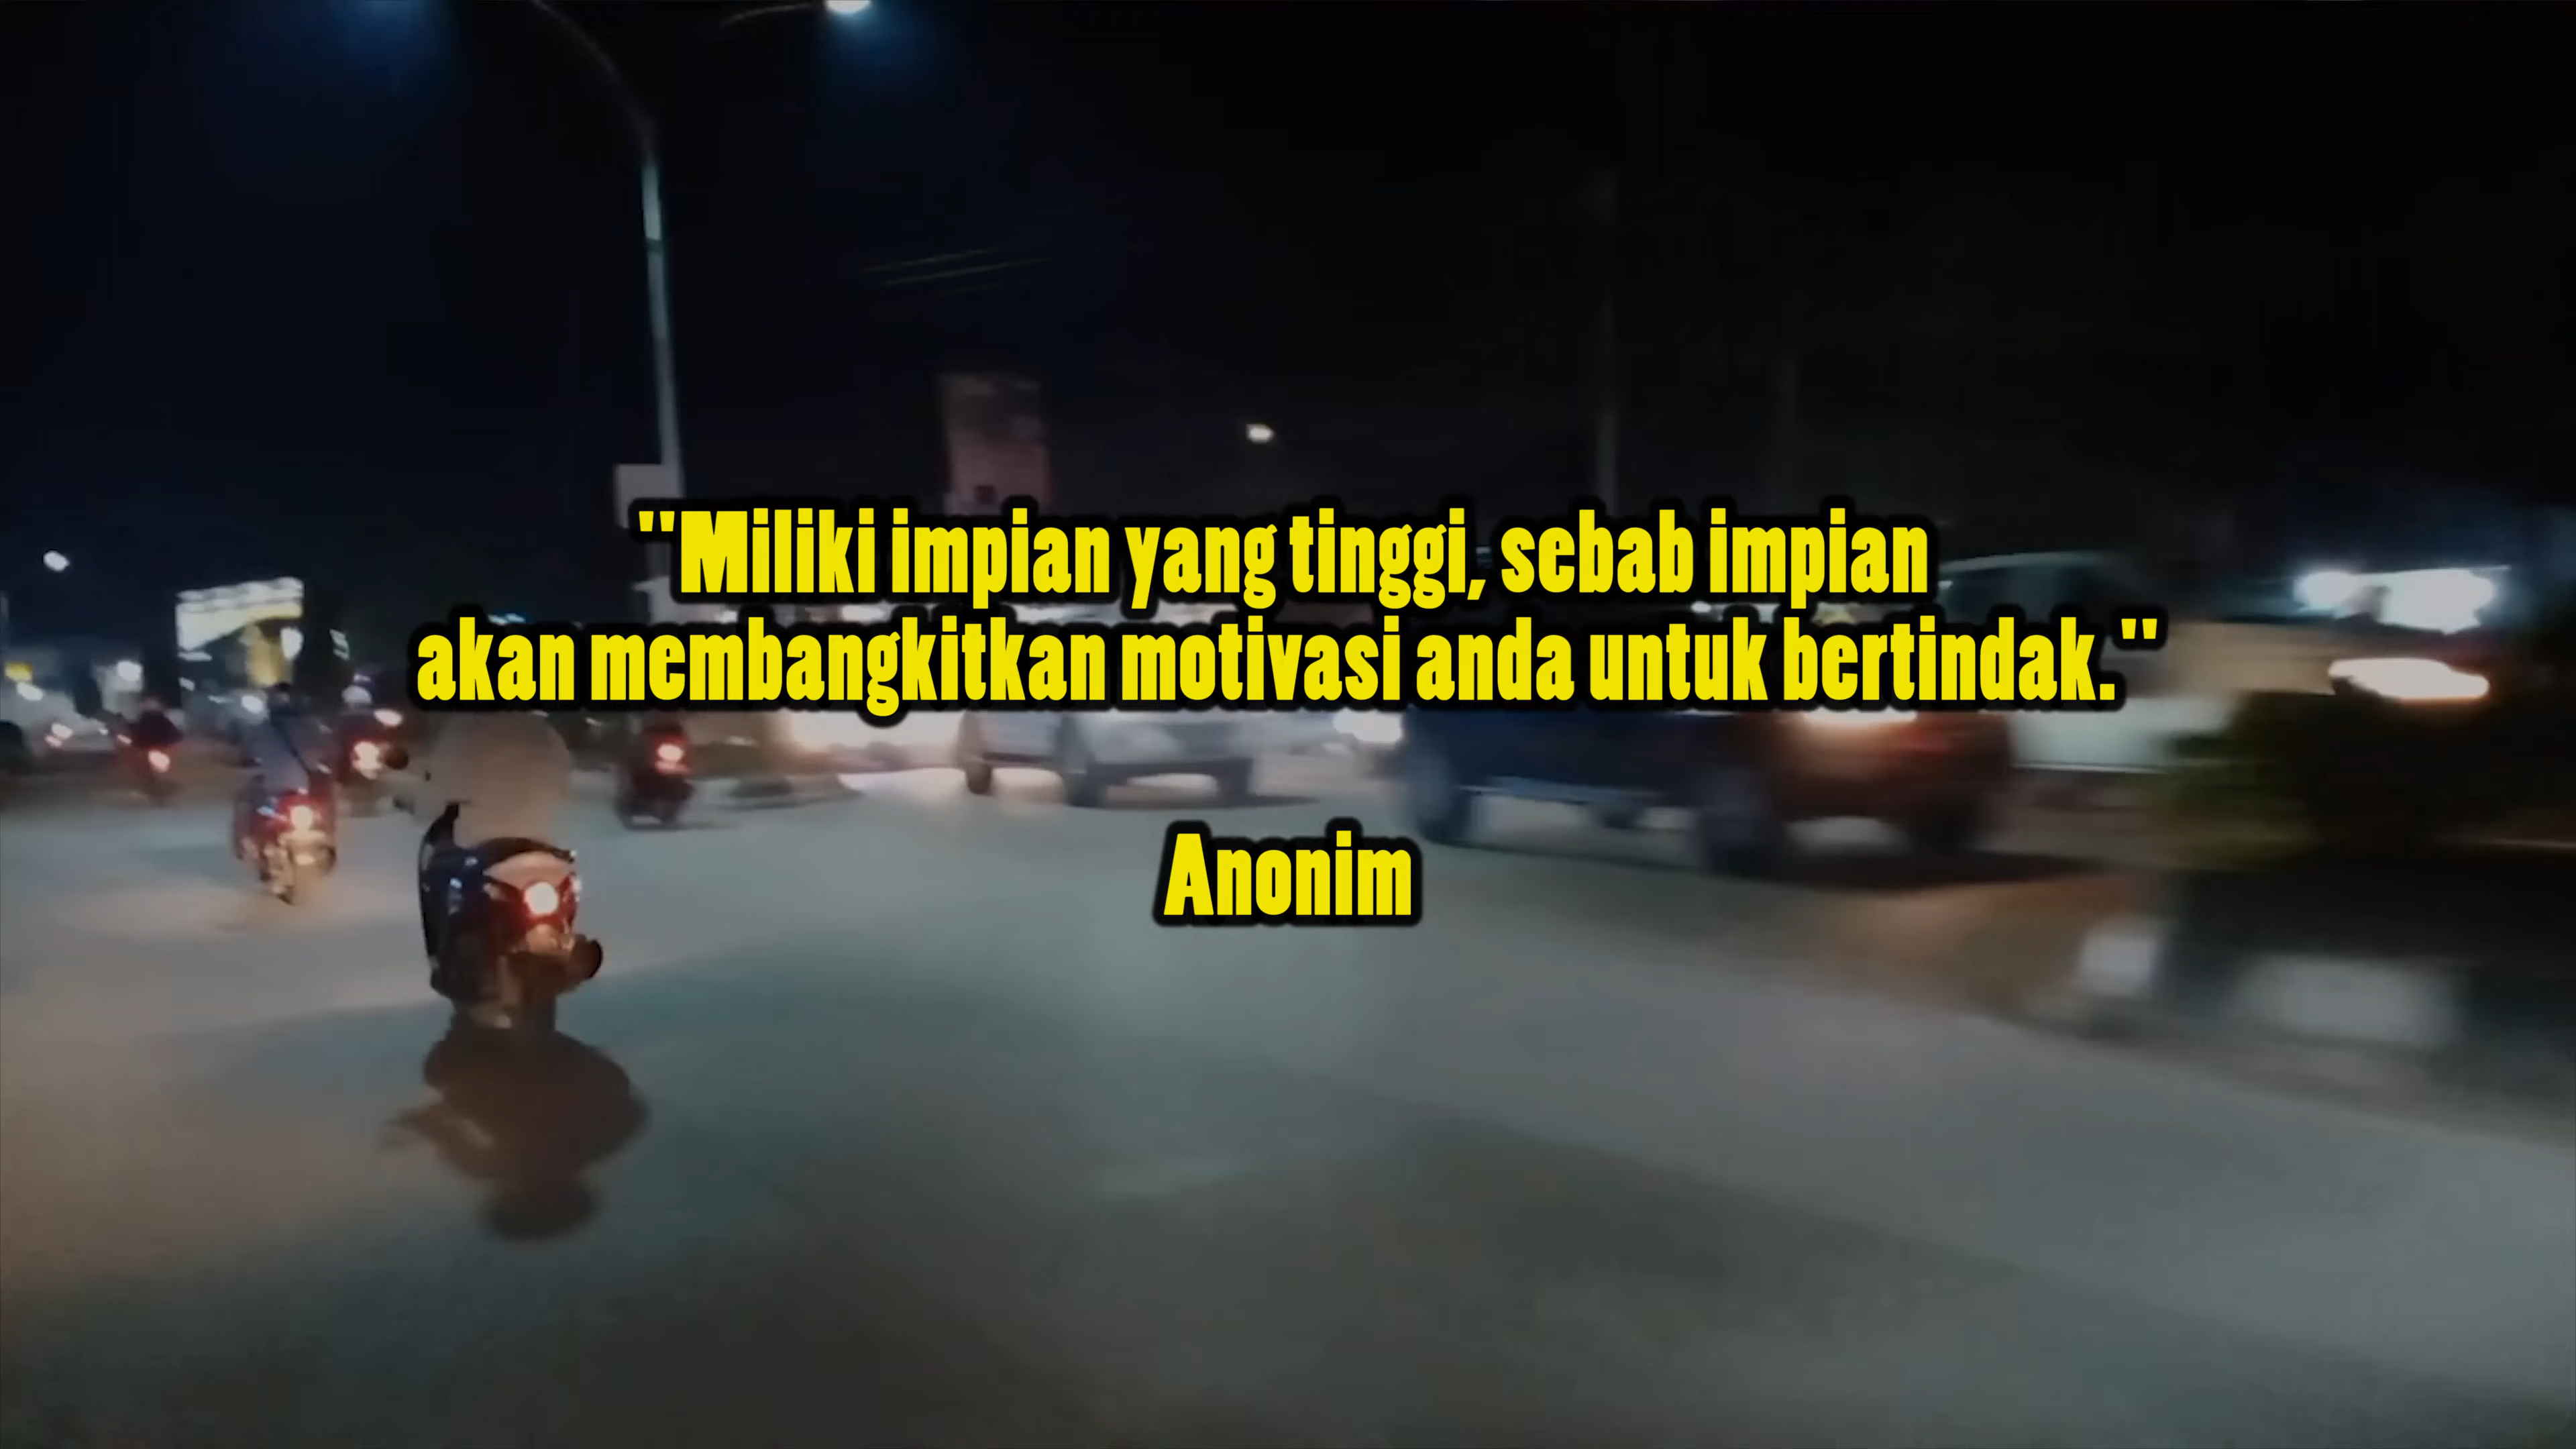 "Miliki impian yang tinggi, sebab impian
akan membangkitkan motivasi anda untuk bertindak."
Anonim